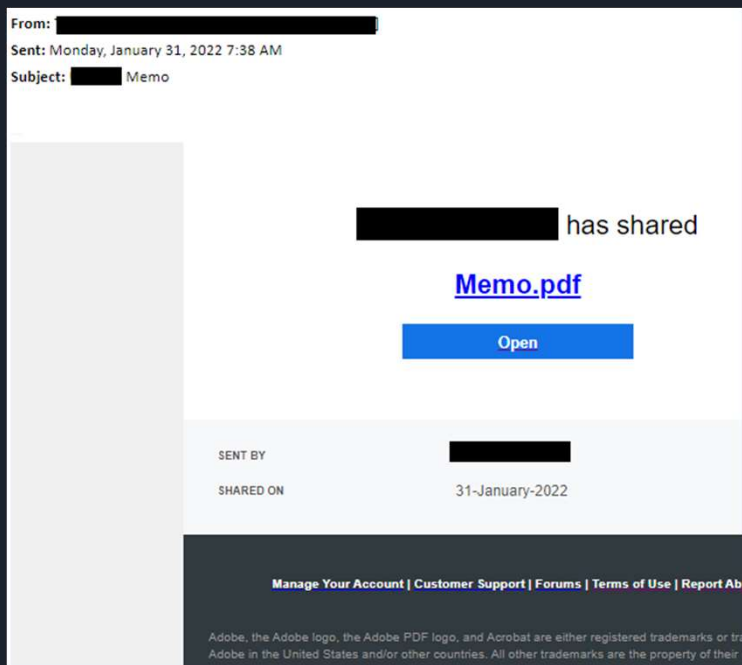 From:
Sent: Monday, January 31, 2022 7:38 AM
Subject: Memo
has shared
Memo.pdf
Open
SENT BY
SHARED ON 31-January-2022
Manage Your Account | Customer Support | Forums | Terms of Use | Report
Adobe, the Adobe logo, the Adobe PDF logo, and Acrobat are either registered trademarks or
Adobe in the United States and/or other countries. All other trademarks are the property of their